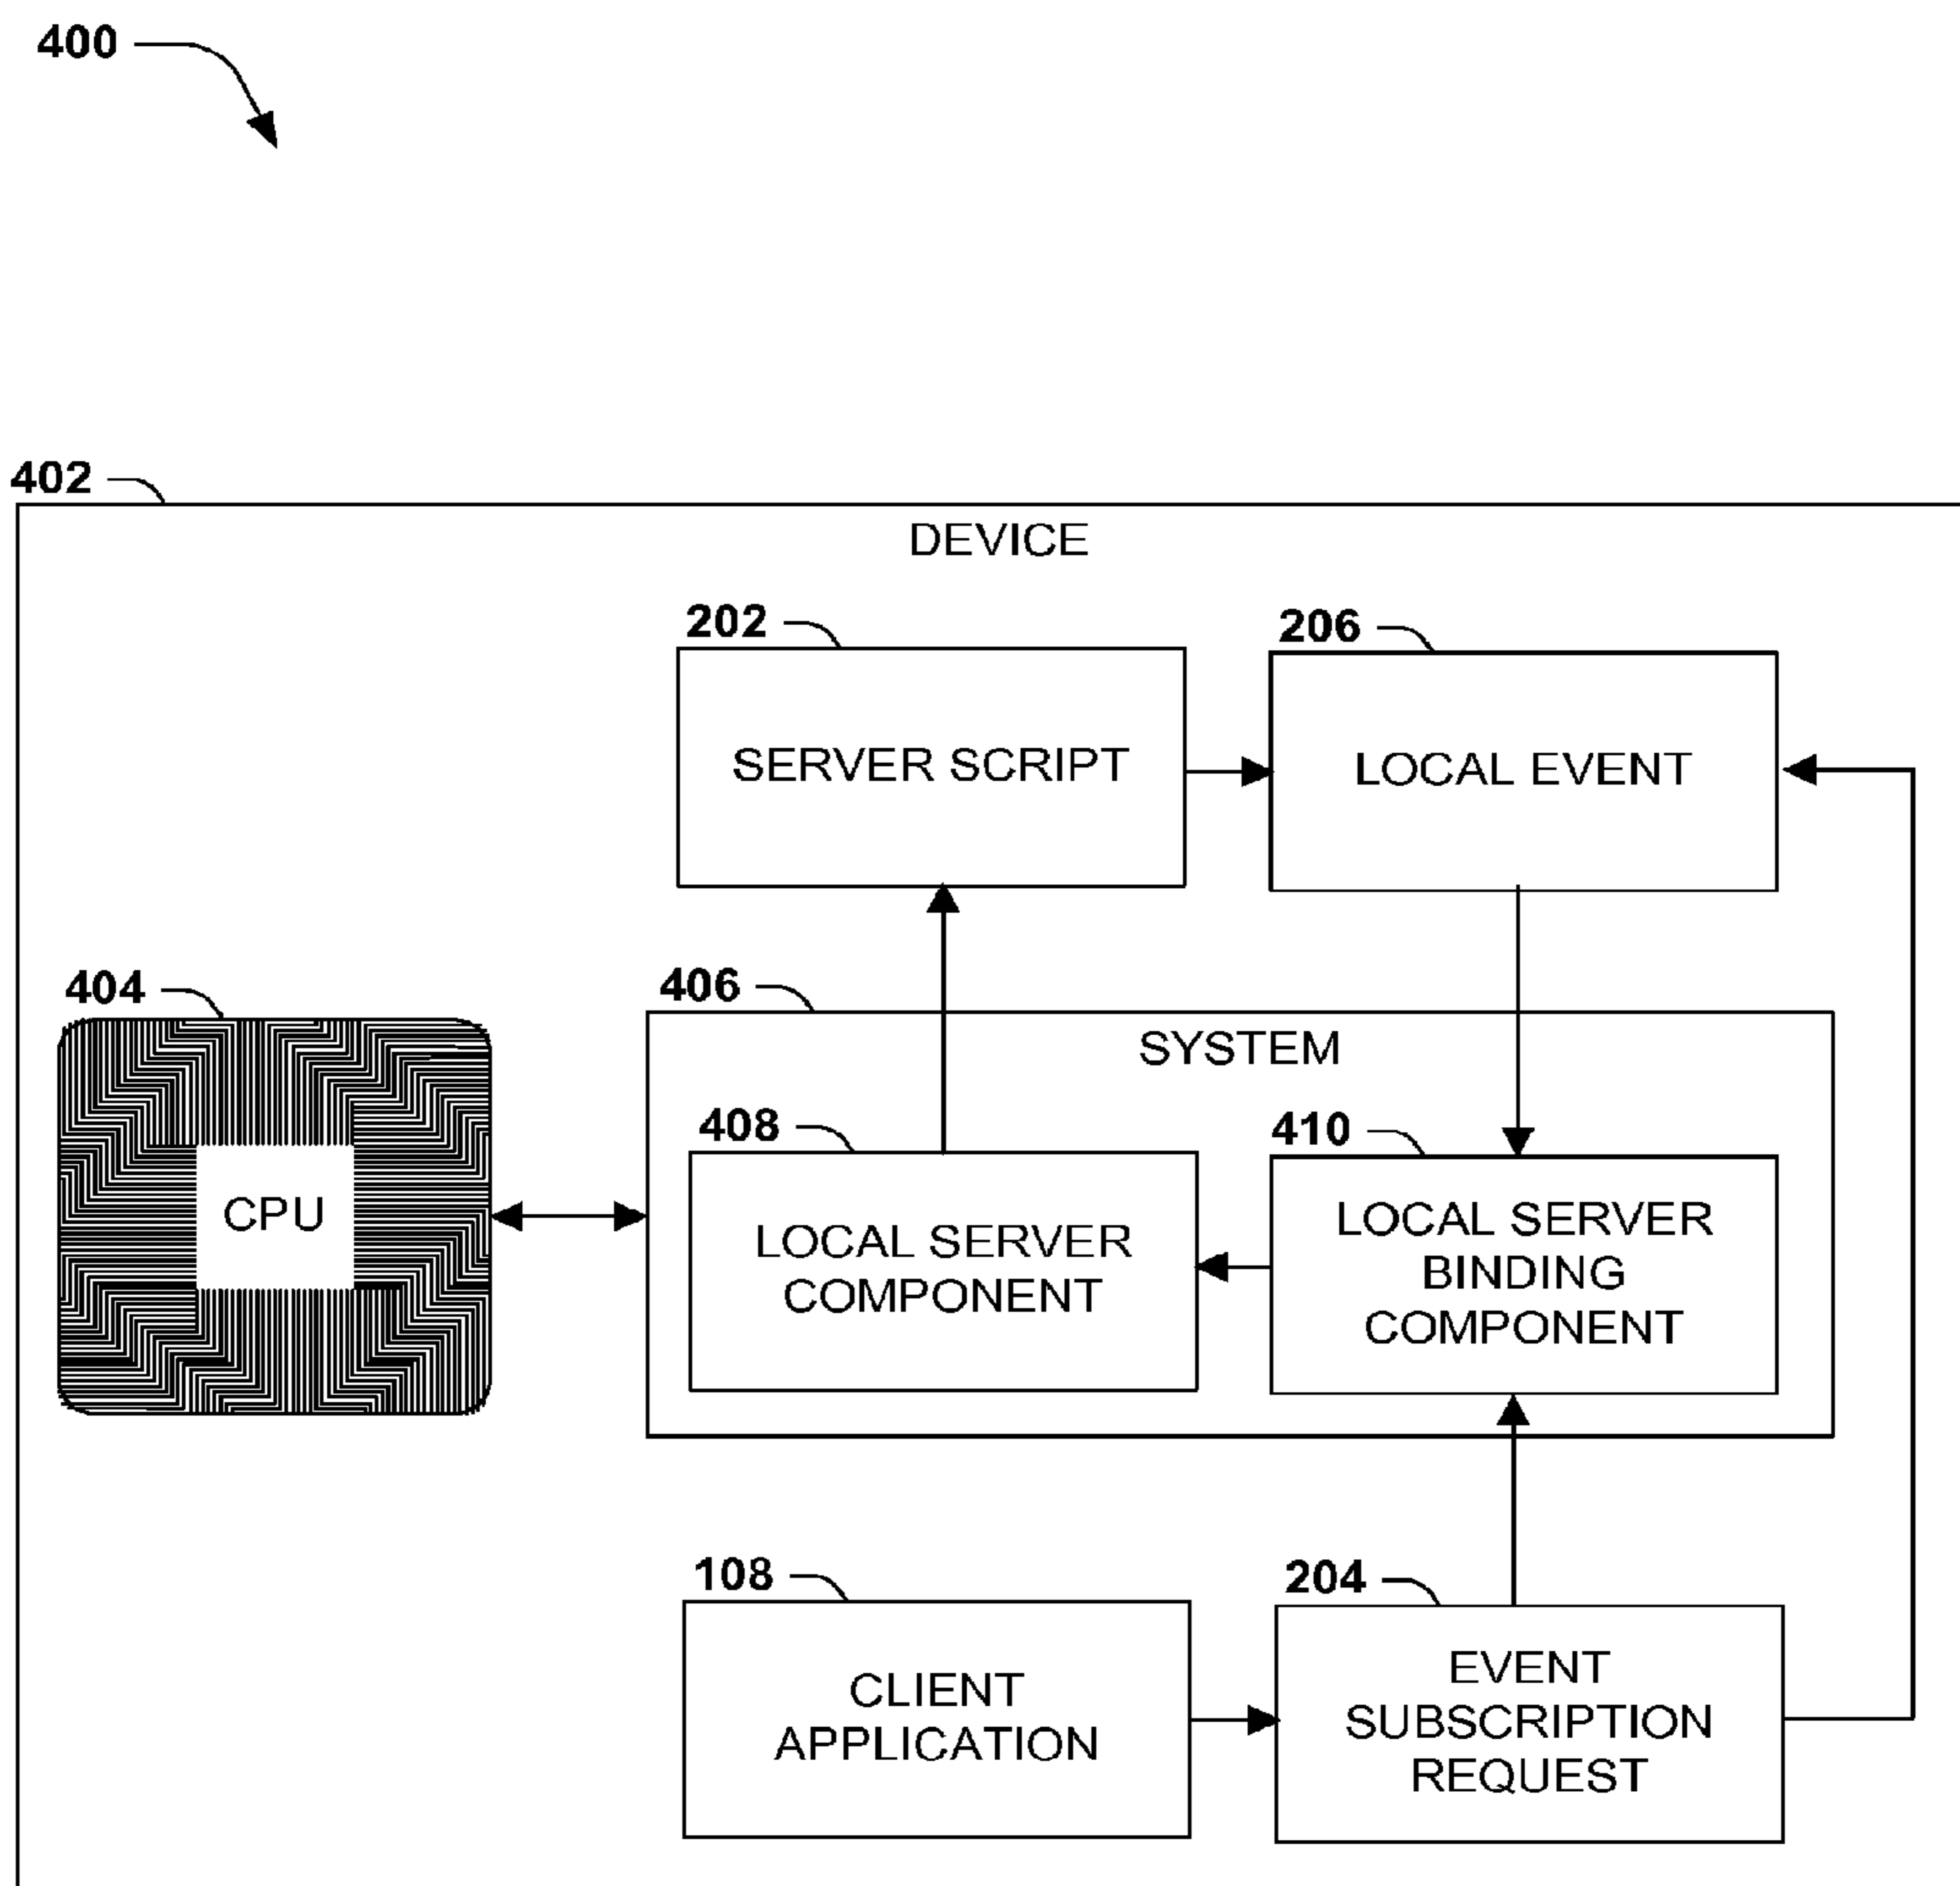 400
402
DEVICE
202
206
SERVER SCRIPT
LOCAL EVENT
404
406
SYSTEM
408
410
CPU
LOCAL SERVER
COMPONENT
LOCAL SERVER
BINDING
COMPONENT
108
204
CLIENT
APPLICATION
EVENT
SUBSCRIPTION
REQUEST